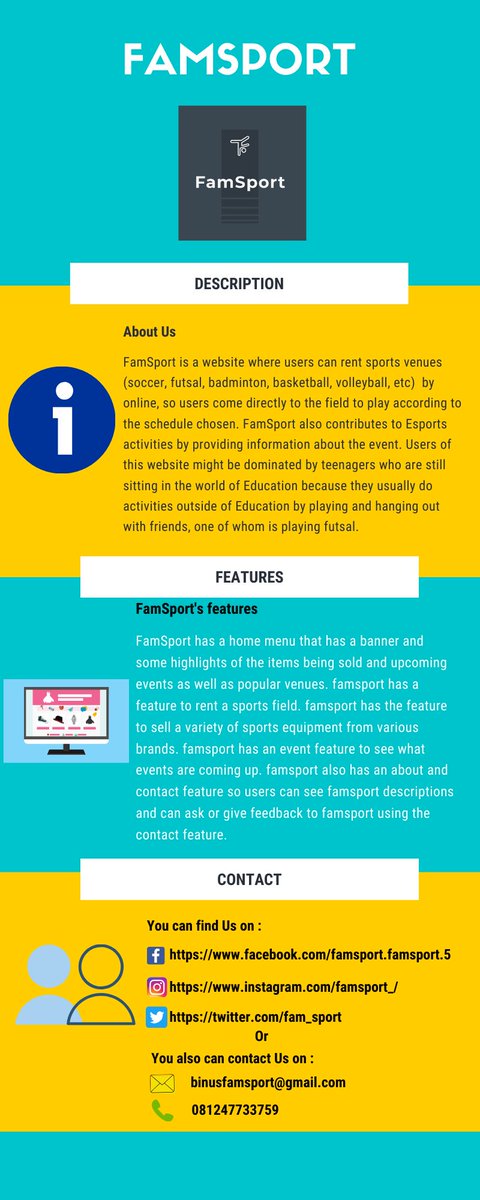 FAMSPORT
FamSport
DESCRIPTION
About Us
FamSport is a website where users can rent sports venues
(soccer, futsal, badminton, basketball, volleyball, etc)  by
online, so users come directly to the field to play according to
the schedule chosen. FamSport also contributes to Esports
activities by providing information about the event. Users of
this website might be dominated by teenagers who are still
sitting in the world of Education because they usually do
activities outside of Education by playing and hanging out
with friends, one of whom is playing futsal.
FEATURES
FamSport's features
FamSport has a home menu that has a banner and
some highlights of the items being sold and upcoming
events as well as popular venues. famsport has a
feature to rent a sports field. famsport has the feature
to sell a variety of sports equipment from various
brands. famsport has an event feature to see what
events are coming up. famsport also has an about and
contact feature so users can see famsport descriptions
and can ask or give feedback to famsport using the
contact feature.
CONTACT
You can find Us on :
https://www.facebook.com/famsport.famsport.5
https://www.instagram.com/famsport_/
https://twitter.com/fam_sport
Or
You also can contact Us on :
binusfamsport@gmail.com
081247733759